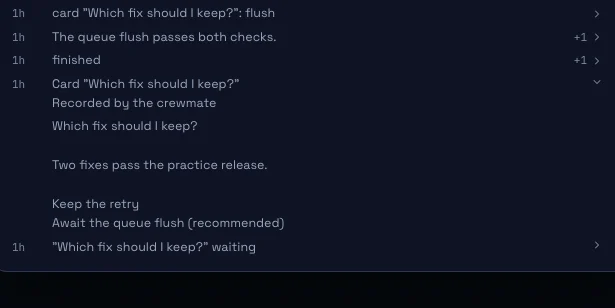 1h card "Which fix should I keep?": flush
1h The queue flush passes both checks. +1
1h finished +1
1h Card "Which fix should I keep?"
Recorded by the crewmate
Which fix should I keep?
Two fixes pass the practice release.
Keep the retry
Await the queue flush (recommended)
1h "Which fix should I keep?" waiting